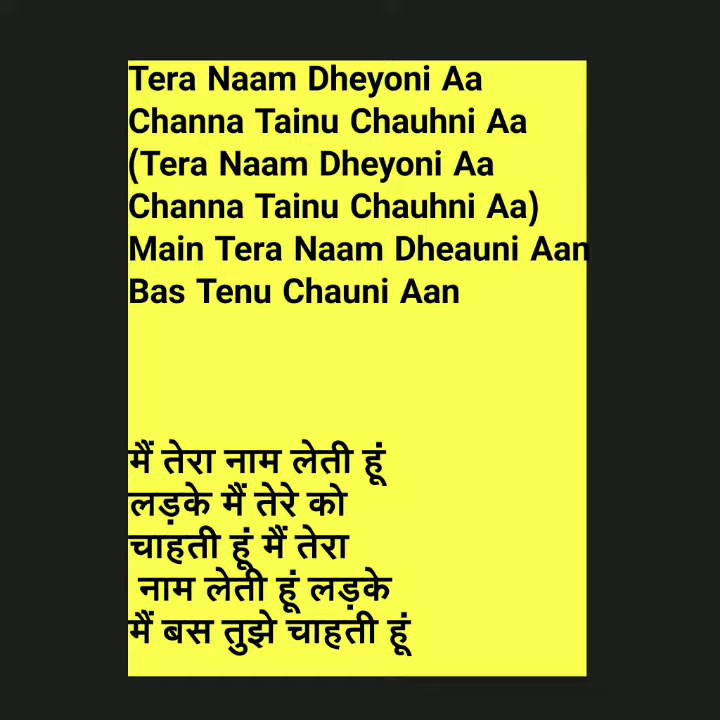 Tera Naam Dheyoni Aa
Channa Tainu Chauhni Aa
(Tera Naam Dheyoni Aa
Channa Tainu Chauhni Aa)
Main Tera Naam Dheauni Aan
Bas Tenu Chauni Aan
मैं तेरा नाम लेती हूं
लड़के मैं तेरे को
चाहती हूं मैं तेरा
नाम लेती हूं लड़के
मैं बस तुझे चाहती हूं